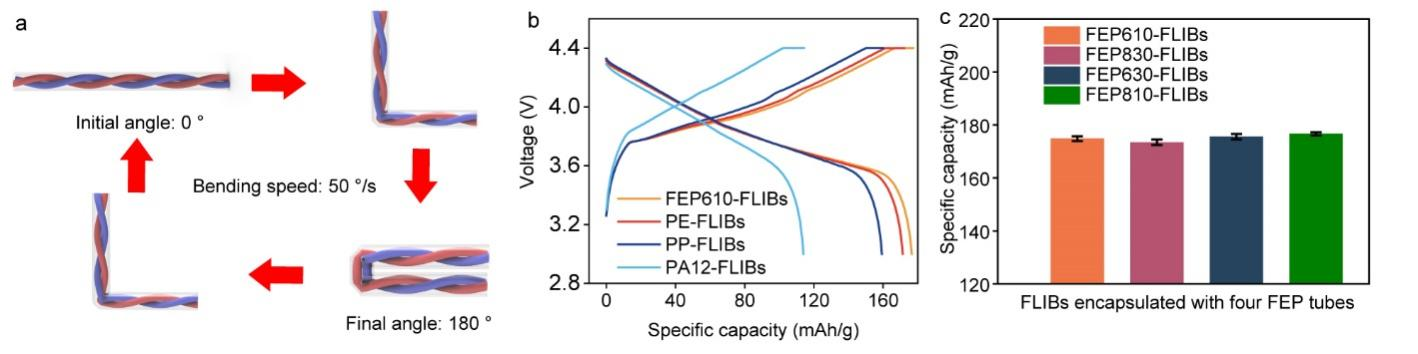 a
Initial angle: 0 °
Bending speed: 50 °/s
Final angle: 180 °
b
Voltage (V)
4.4
4.0
3.6
3.2
2.8
FEP610-FLIBs
PE-FLIBs
PP-FLIBs
PA12-FLIBs
0 40 80 120 160
Specific capacity (mAh/g)
c
Specific capacity (mAh/g)
220
200
180
160
140
120
FEP610-FLIBs
FEP830-FLIBs
FEP630-FLIBs
FEP810-FLIBs
FLIBs encapsulated with four FEP tubes